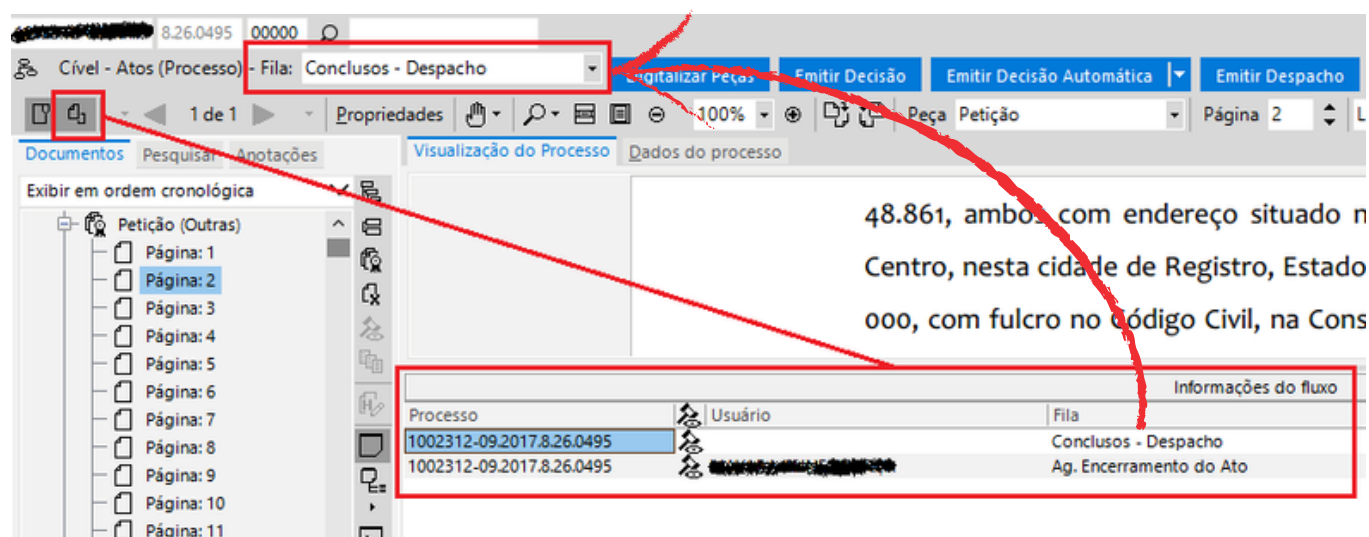 8.26.0495 00000
Cível - Atos (Processo) - Fila: Conclusos - Despacho Digitalizar Peças Emitir Decisão Emitir Decisão Automática Emitir Despacho
1 de 1 Propriedades 100% Peça Petição Página 2 L
Documentos Pesquisar Anotações Visualização do Processo Dados do processo
Exibir em ordem cronológica
Petição (Outras)
Página: 1
Página: 2
Página: 3
Página: 4
Página: 5
Página: 6
Página: 7
Página: 8
Página: 9
Página: 10
Página: 11
48.861, ambos com endereço situado n
Centro, nesta cidade de Registro, Estado
000, com fulcro no Código Civil, na Cons
Informações do fluxo
Processo Usuário Fila
1002312-09.2017.8.26.0495 Conclusos - Despacho
1002312-09.2017.8.26.0495 Ag. Encerramento do Ato